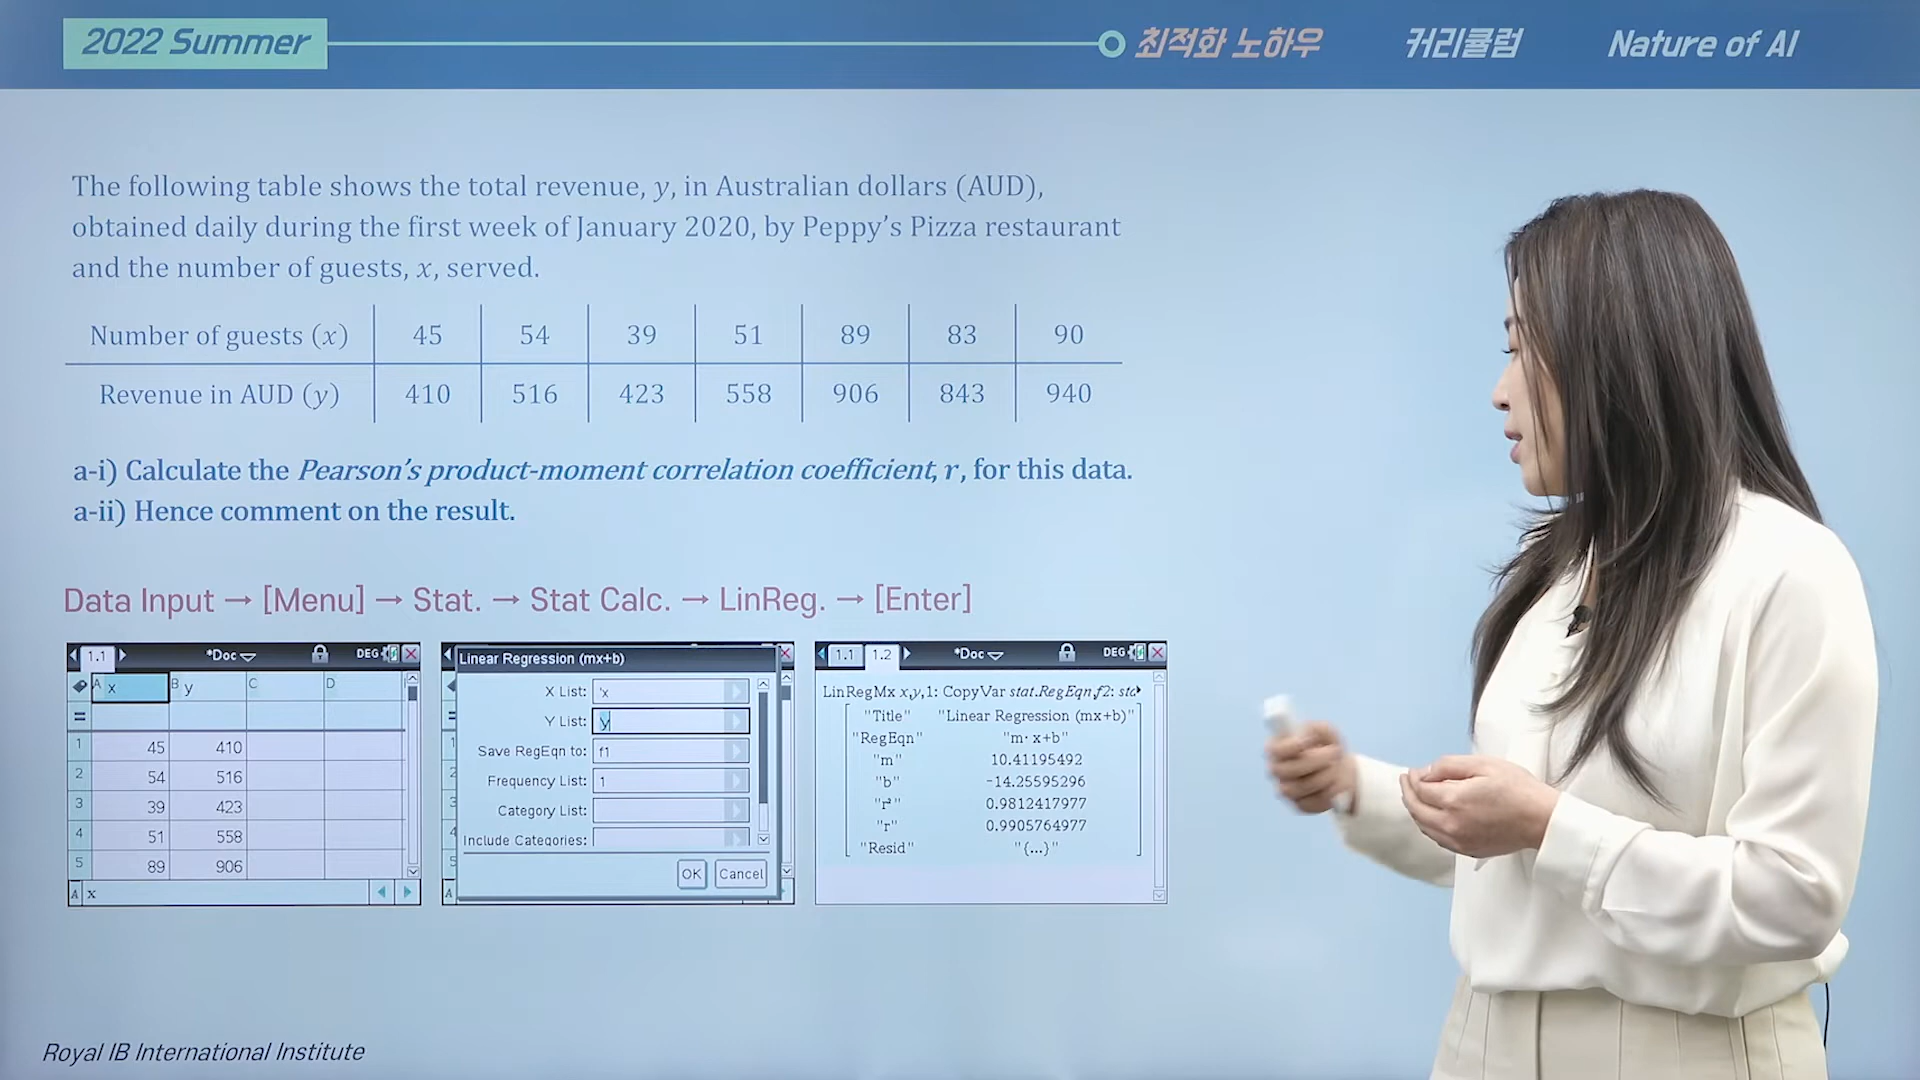 2022 Summer
최적화 노하우
커리큘럼
Nature of AI
The following table shows the total revenue, y, in Australian dollars (AUD),
obtained daily during the first week of January 2020, by Peppy's Pizza restaurant
and the number of guests, x, served.
Number of guests (x) 45 54 39 51 89 83 90
Revenue in AUD (y) 410 516 423 558 906 843 940
a-i) Calculate the Pearson's product-moment correlation coefficient, r, for this data.
a-ii) Hence comment on the result.
Data Input → [Menu] → Stat. → Stat Calc. → LinReg. → [Enter]
1.1 *Doc DEG
A x B y C D
=
1 45 410
2 54 516
3 39 423
4 51 558
5 89 906
A x
Linear Regression (mx+b)
X List: 'x
Y List: y
Save RegEqn to: f1
Frequency List: 1
Category List:
Include Categories:
OK Cancel
1.1 1.2 *Doc DEG
LinRegMx x,y,1: CopyVar stat.RegEqn,f2: sta
"Title" "Linear Regression (mx+b)"
"RegEqn" "m·x+b"
"m" 10.41195492
"b" -14.25595296
"r²" 0.9812417977
"r" 0.9905764977
"Resid" "{...}"
Royal IB International Institute